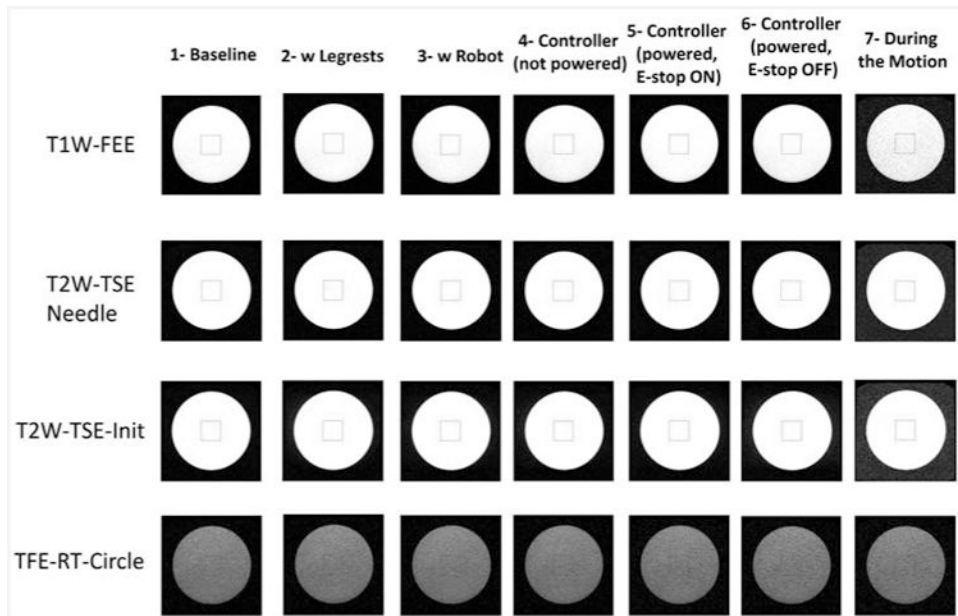 1- Baseline
2- w Legrests
3- w Robot
4- Controller
(not powered)
5- Controller
(powered,
E-stop ON)
6- Controller
(powered,
E-stop OFF)
7- During
the Motion
T1W-FEE
T2W-TSE
Needle
T2W-TSE-Init
TFE-RT-Circle